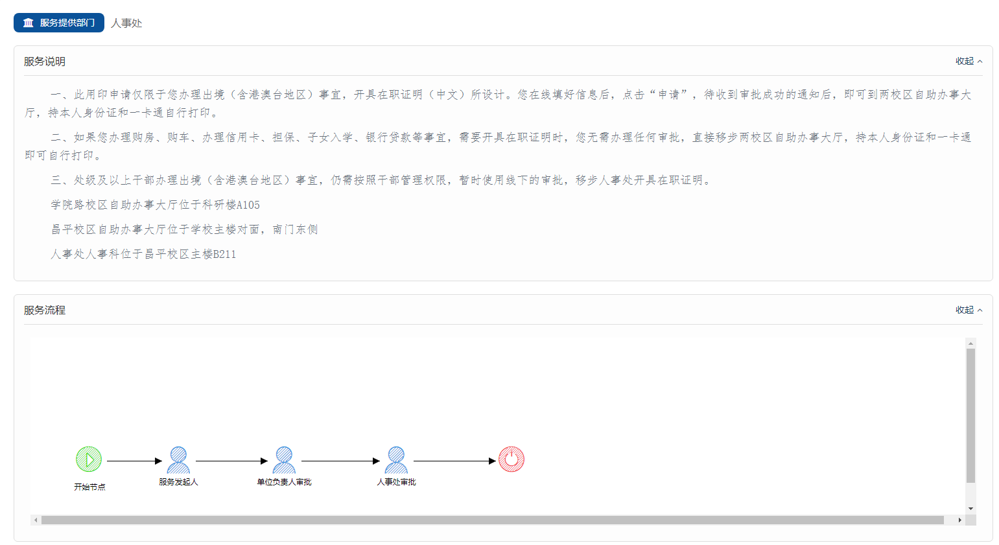 服务提供部门 人事处
服务说明 收起
一、此用印申请仅限于您办理出境（含港澳台地区）事宜，开具在职证明（中文）所设计。您在线填好信息后，点击“申请”，待收到审批成功的通知后，即可到两校区自助办事大
厅，持本人身份证和一卡通自行打印。
二、如果您办理购房、购车、办理信用卡、担保、子女入学、银行贷款等事宜，需要开具在职证明时，您无需办理任何审批，直接移步两校区自助办事大厅，持本人身份证和一卡通
即可自行打印。
三、处级及以上干部办理出境（含港澳台地区）事宜，仍需按照干部管理权限，暂时使用线下的审批，移步人事处开具在职证明。
学院路校区自助办事大厅位于科研楼A105
昌平校区自助办事大厅位于学校主楼对面，南门东侧
人事处人事科位于昌平校区主楼B211
服务流程 收起
开始节点 服务发起人 单位负责人审批 人事处审批